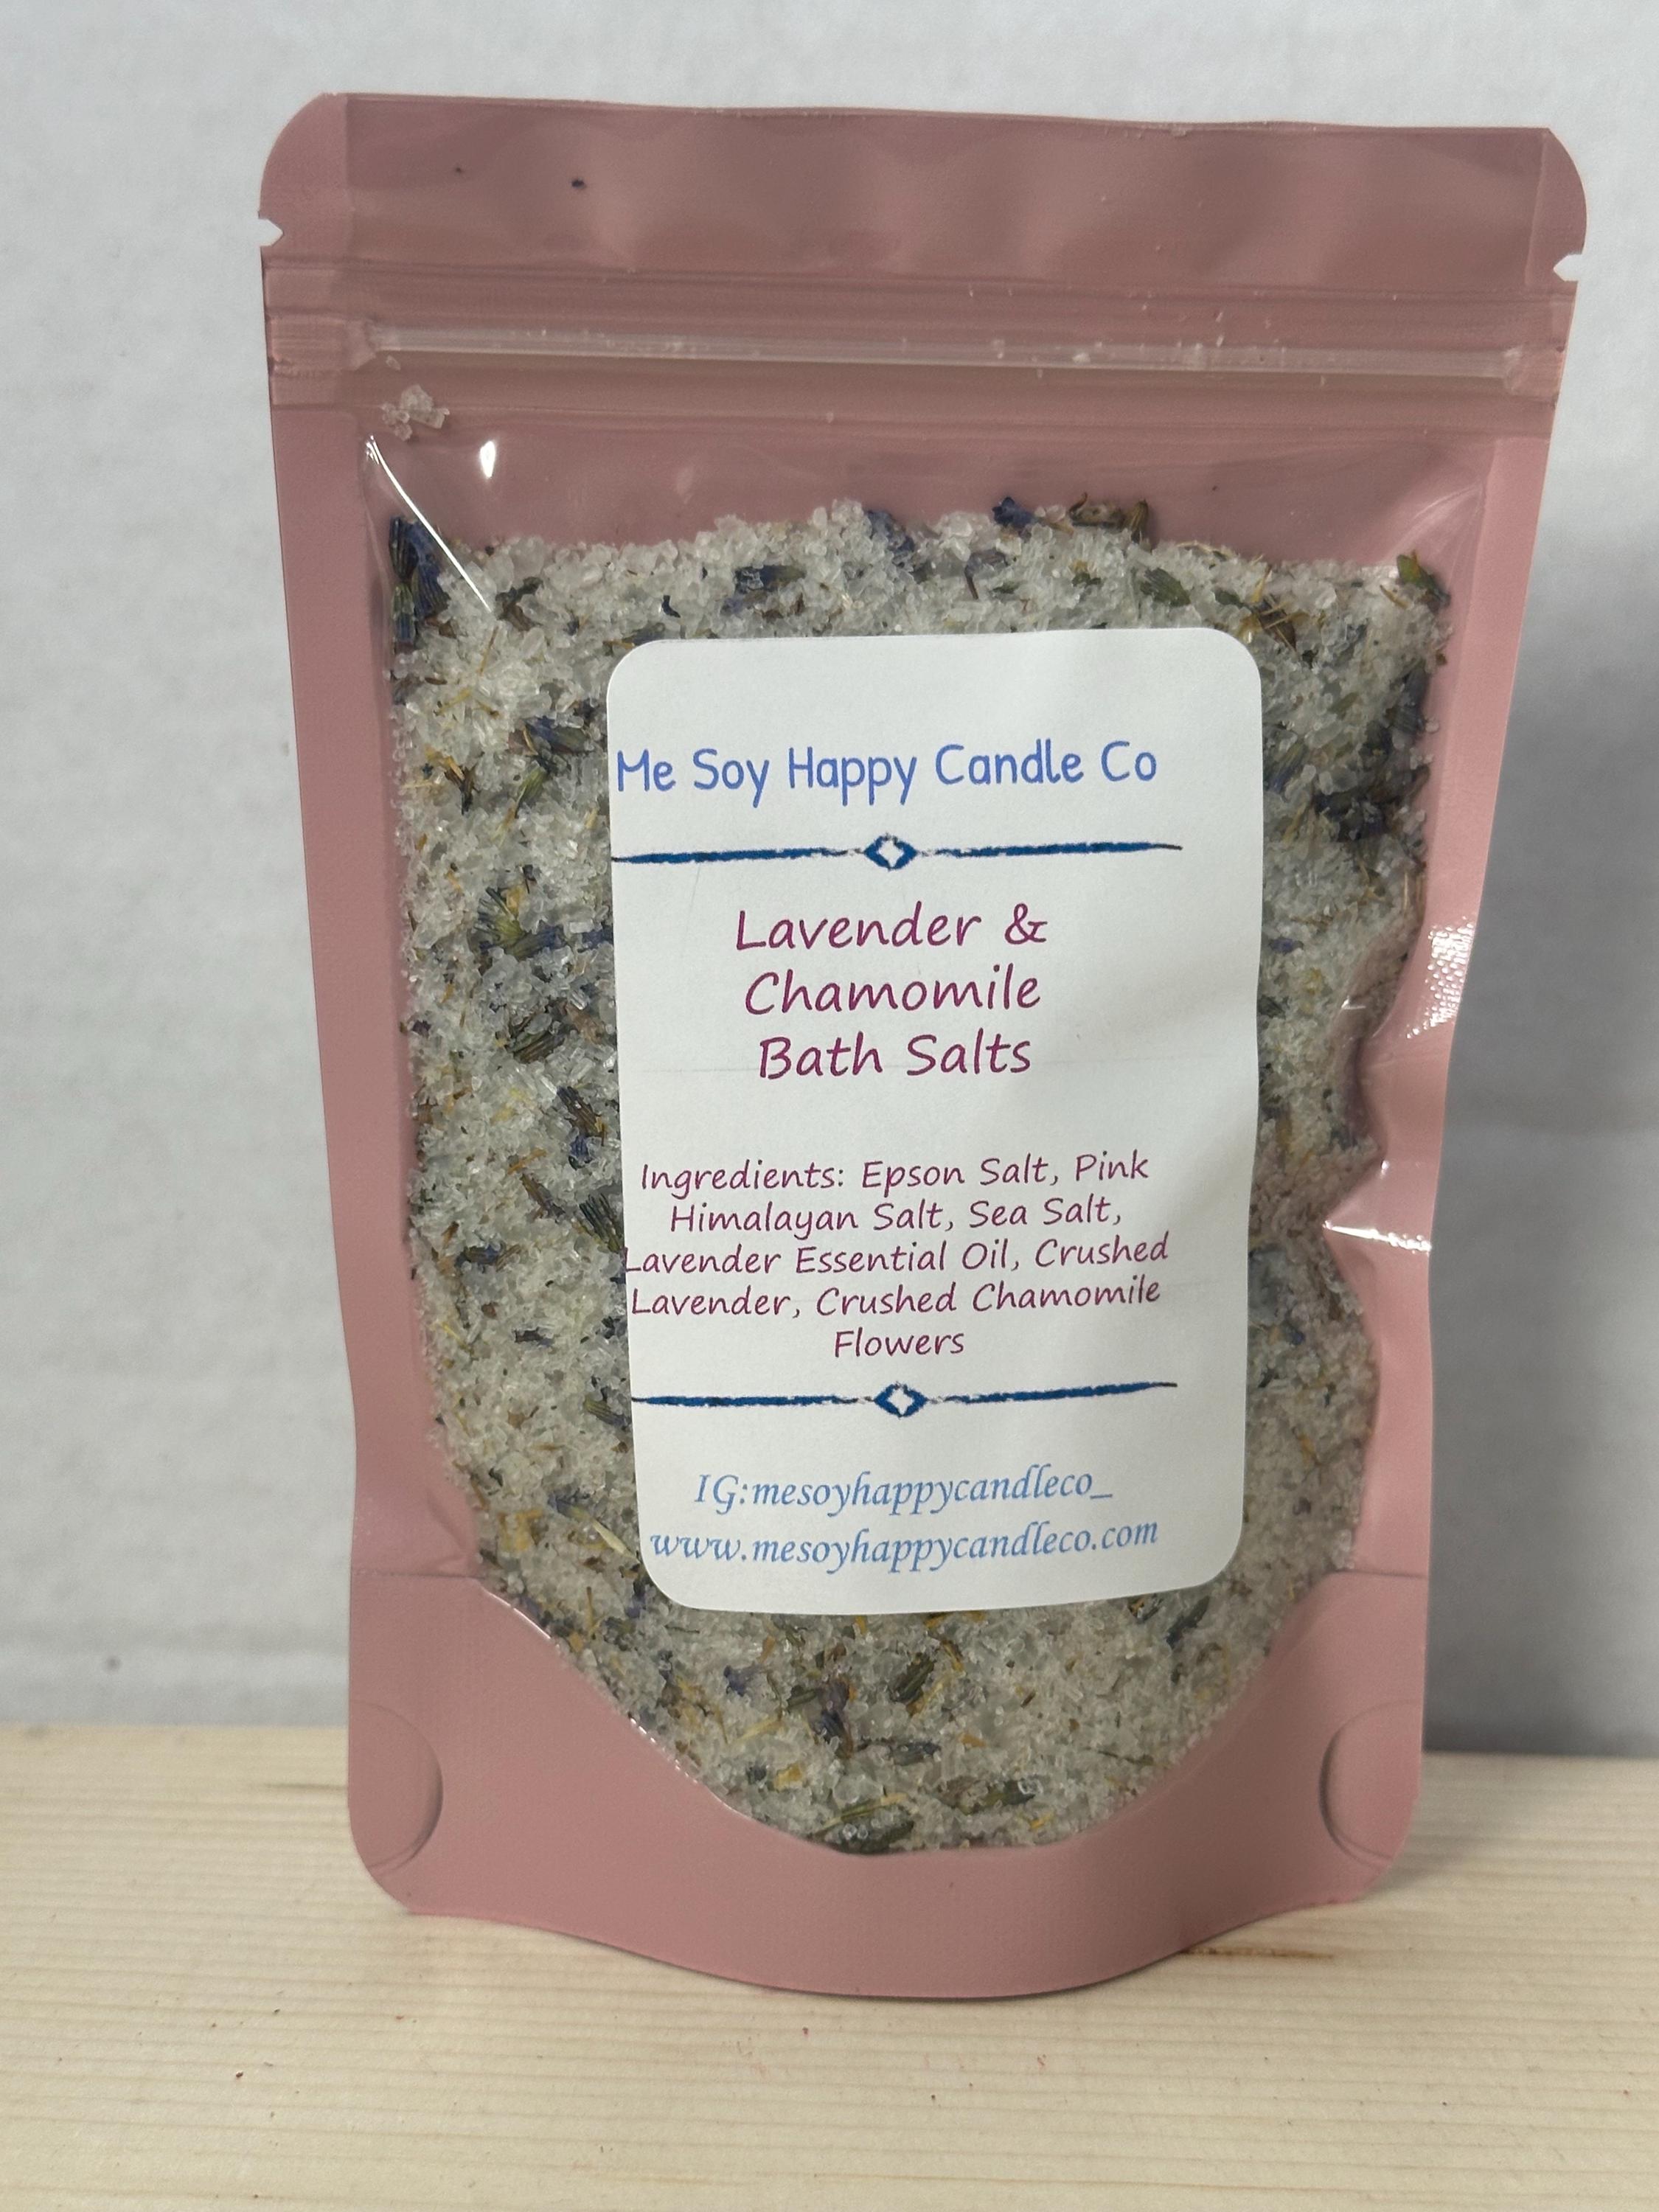 Me Soy Happy Candle Co
Lavender &
Chamomile
Bath Salts
Ingredients: Epson Salt, Pink
Himalayan Salt, Sea Salt,
Lavender Essential Oil, Crushed
Lavender, Crushed Chamomile
Flowers
IG:mesoyhappycandleco_
www.mesoyhappycandleco.com